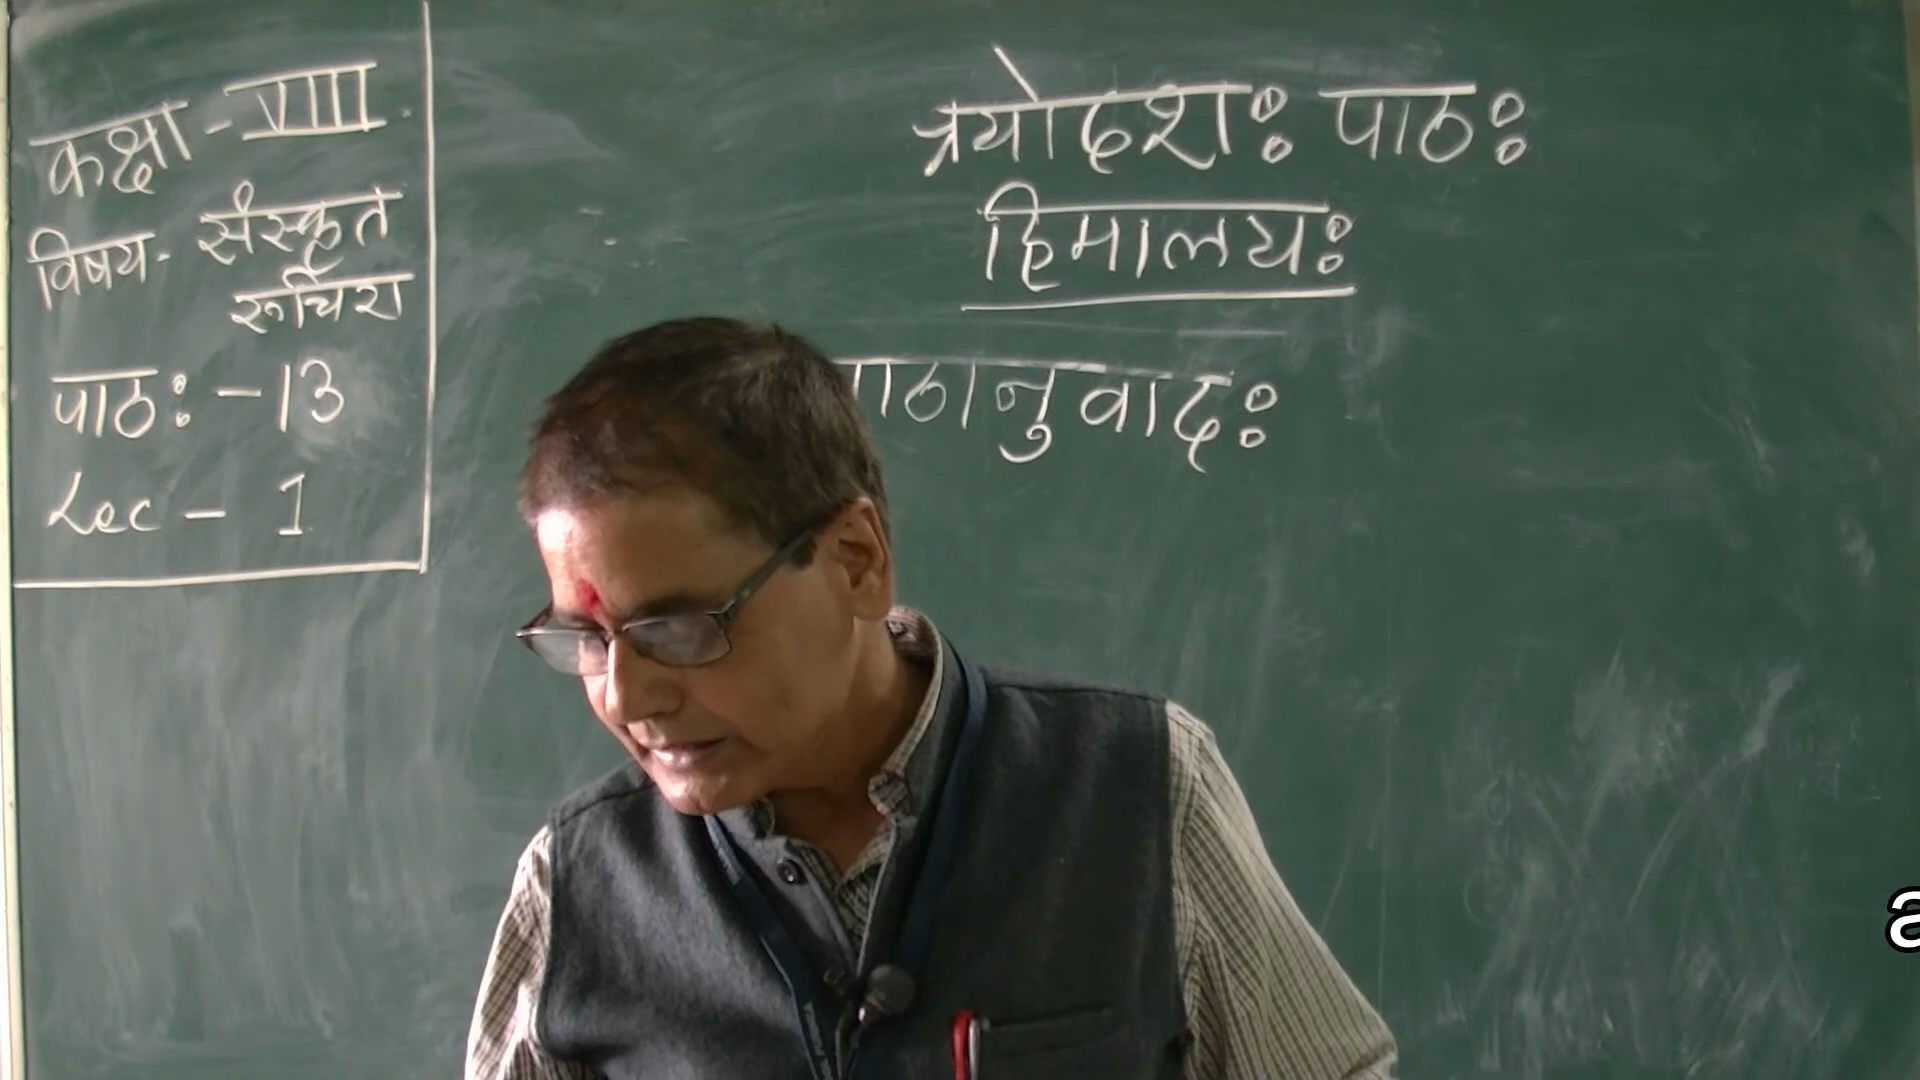 कक्षा - VIII.
विषय - संस्कृत
रूचिरा
पाठः - 13
Lec - 1
त्रयोदशः पाठः
हिमालयः
पाठानुवादः